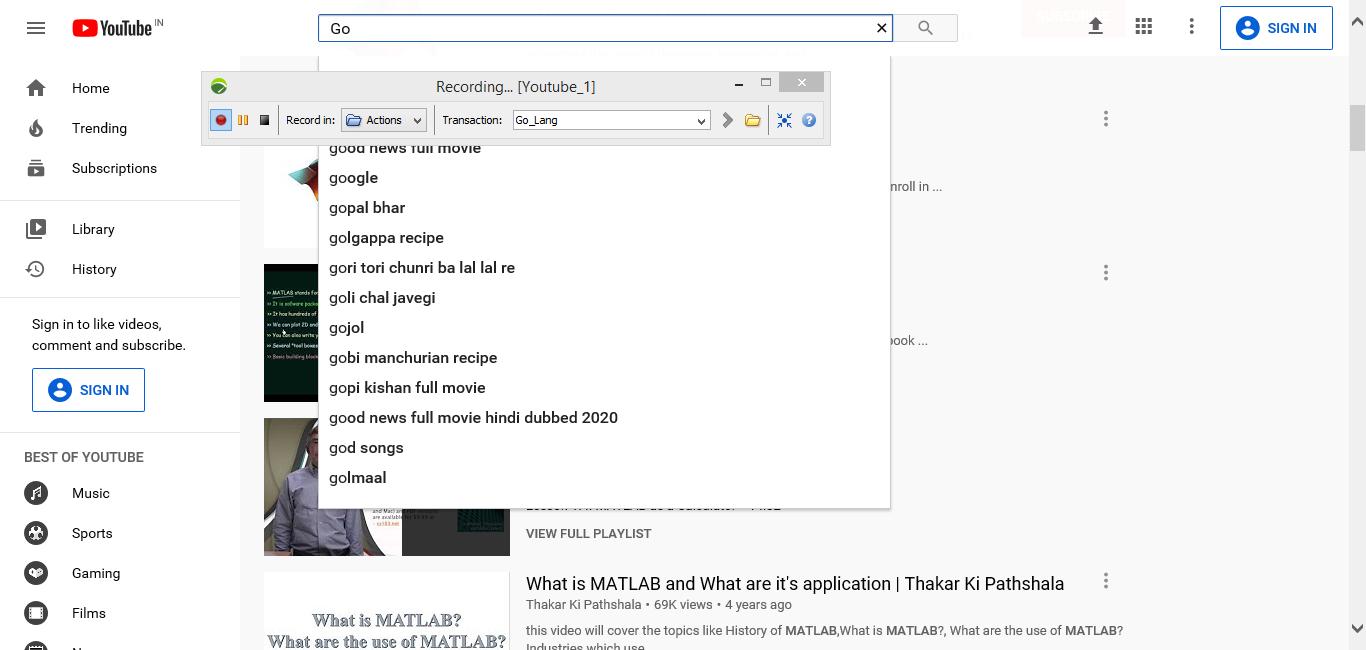 YouTube IN
Go
SIGN IN
Recording... [Youtube_1]
Record in: Actions Transaction: Go_Lang
Home
Trending
Subscriptions
Library
History
Sign in to like videos,
comment and subscribe.
SIGN IN
BEST OF YOUTUBE
Music
Sports
Gaming
Films
good news full movie
google
gopal bhar
golgappa recipe
gori tori chunri ba lal lal re
goli chal javegi
gojol
gobi manchurian recipe
gopi kishan full movie
good news full movie hindi dubbed 2020
god songs
golmaal
nroll in ...
ook ...
VIEW FULL PLAYLIST
What is MATLAB?
What are the use of MATLAB?
What is MATLAB and What are it's application | Thakar Ki Pathshala
Thakar Ki Pathshala • 69K views • 4 years ago
this video will cover the topics like History of MATLAB,What is MATLAB?, What are the use of MATLAB?
Industries which use